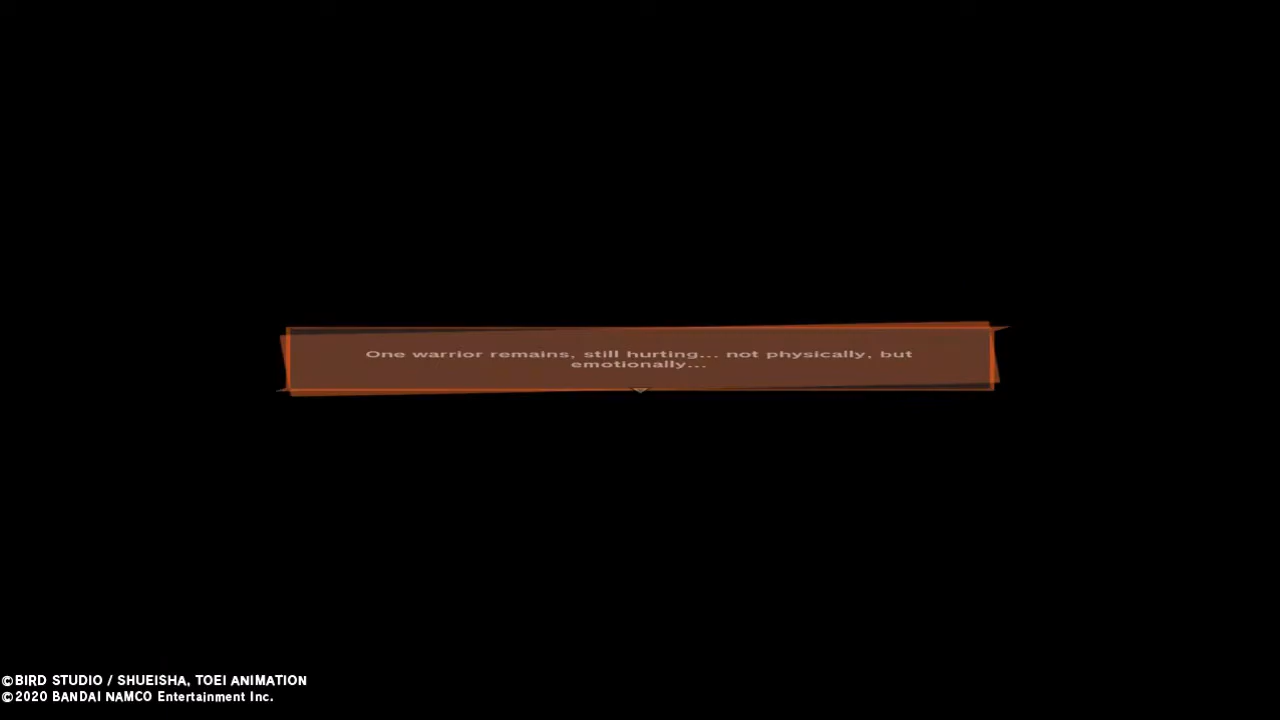 One warrior remains, still hurting... not physically, but
emotionally...
©BIRD STUDIO / SHUEISHA, TOEI ANIMATION
©2020 BANDAI NAMCO Entertainment Inc.